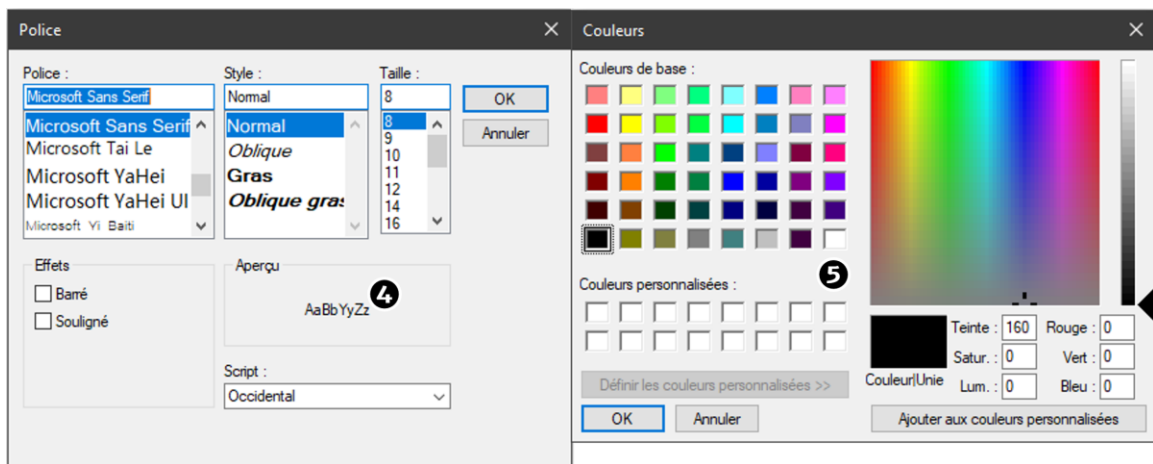 Police
Police :
Style :
Taille :
Microsoft Sans Serif
Normal
8
OK
Annuler
Microsoft Sans Serif
Microsoft Tai Le
Microsoft YaHei
Microsoft YaHei UI
Microsoft Yi Baiti
Normal
Oblique
Gras
Oblique gras
8
9
10
11
12
14
16
Effets
Barré
Souligné
Aperçu
AaBbYyZz
4
Script :
Occidental
Couleurs
Couleurs de base :
5
Couleurs personnalisées :
Définir les couleurs personnalisées >>
OK
Annuler
Couleur|Unie
Teinte : 160
Satur. : 0
Lum. : 0
Rouge : 0
Vert : 0
Bleu : 0
Ajouter aux couleurs personnalisées